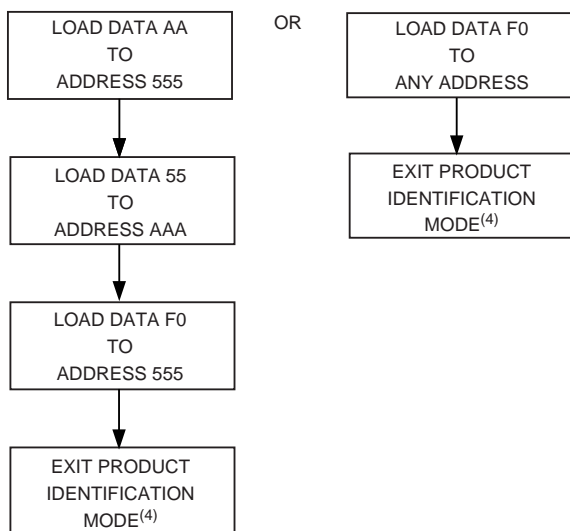 LOAD DATA AA
TO
ADDRESS 555
LOAD DATA 55
TO
ADDRESS AAA
LOAD DATA F0
TO
ADDRESS 555
EXIT PRODUCT
IDENTIFICATION
MODE(4)
OR
LOAD DATA F0
TO
ANY ADDRESS
EXIT PRODUCT
IDENTIFICATION
MODE(4)